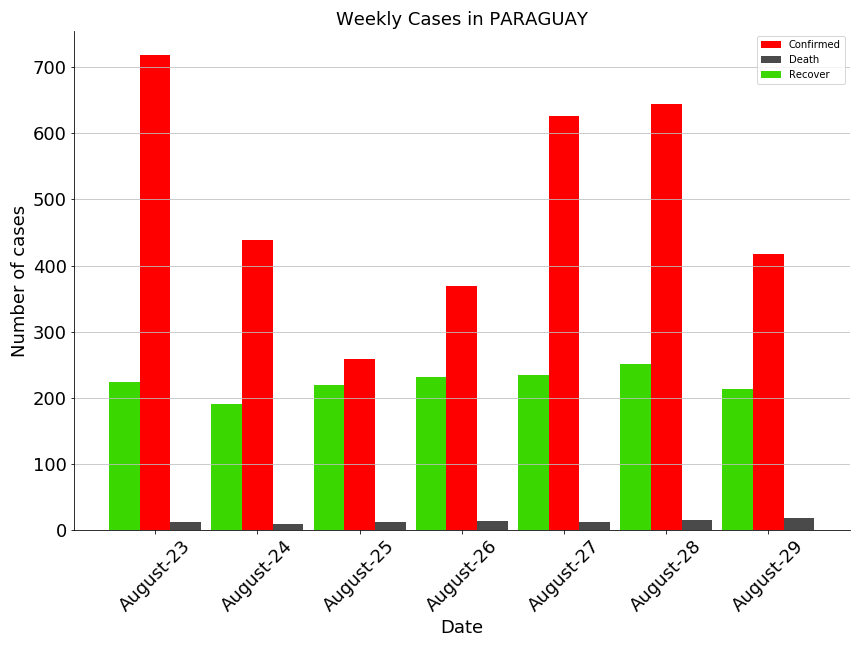 Weekly Cases in PARAGUAY
Confirmed
Death
Recover
Number of cases
700
600
500
400
300
200
100
0
August-23
August-24
August-25
August-26
August-27
August-28
August-29
Date